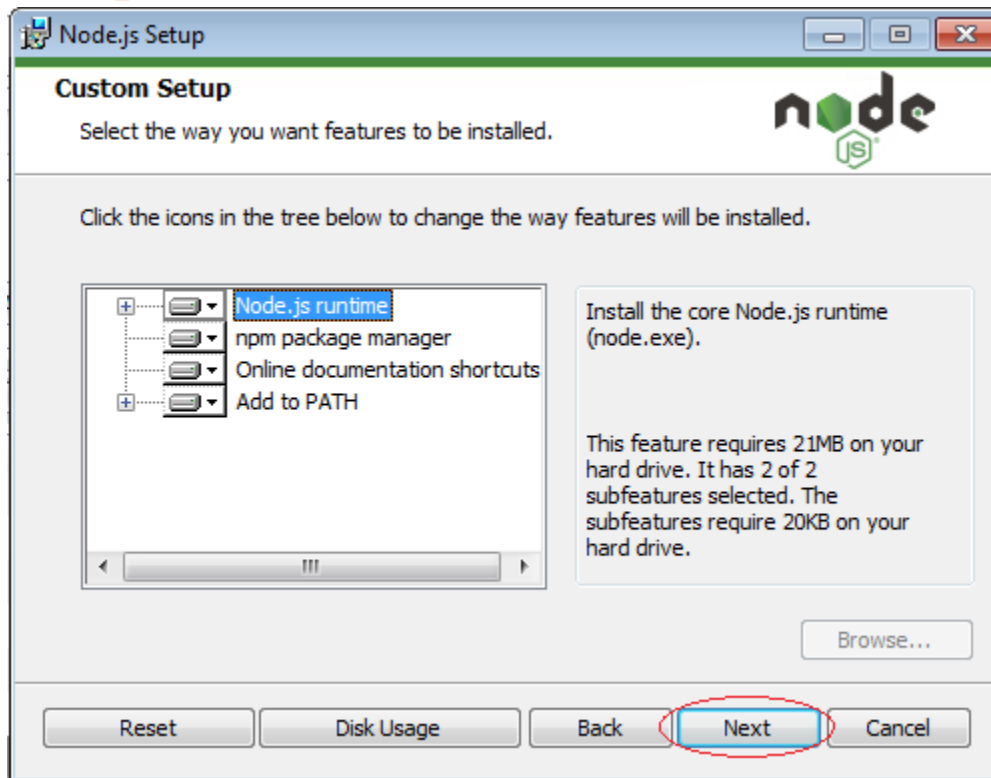 Node.js Setup
Custom Setup
Select the way you want features to be installed.
node
JS
Click the icons in the tree below to change the way features will be installed.
Node.js runtime
npm package manager
Online documentation shortcuts
Add to PATH
Install the core Node.js runtime
(node.exe).
This feature requires 21MB on your
hard drive. It has 2 of 2
subfeatures selected. The
subfeatures require 20KB on your
hard drive.
Browse...
Reset Disk Usage Back Next Cancel